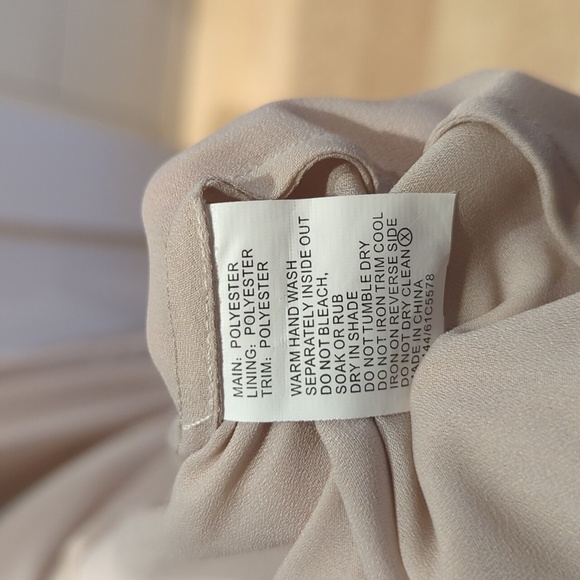 MAIN: POLYESTER
LINING: POLYESTER
TRIM: POLYESTER
WARM HAND WASH
SEPARATELY INSIDE OUT
DO NOT BLEACH,
SOAK OR RUB
DRY IN SHADE
DO NOT TUMBLE DRY
DO NOT IRON TRIM COOL
IRON ON REVERSE SIDE
DO NOT DRY CLEAN
MADE IN CHINA
44/61C5578